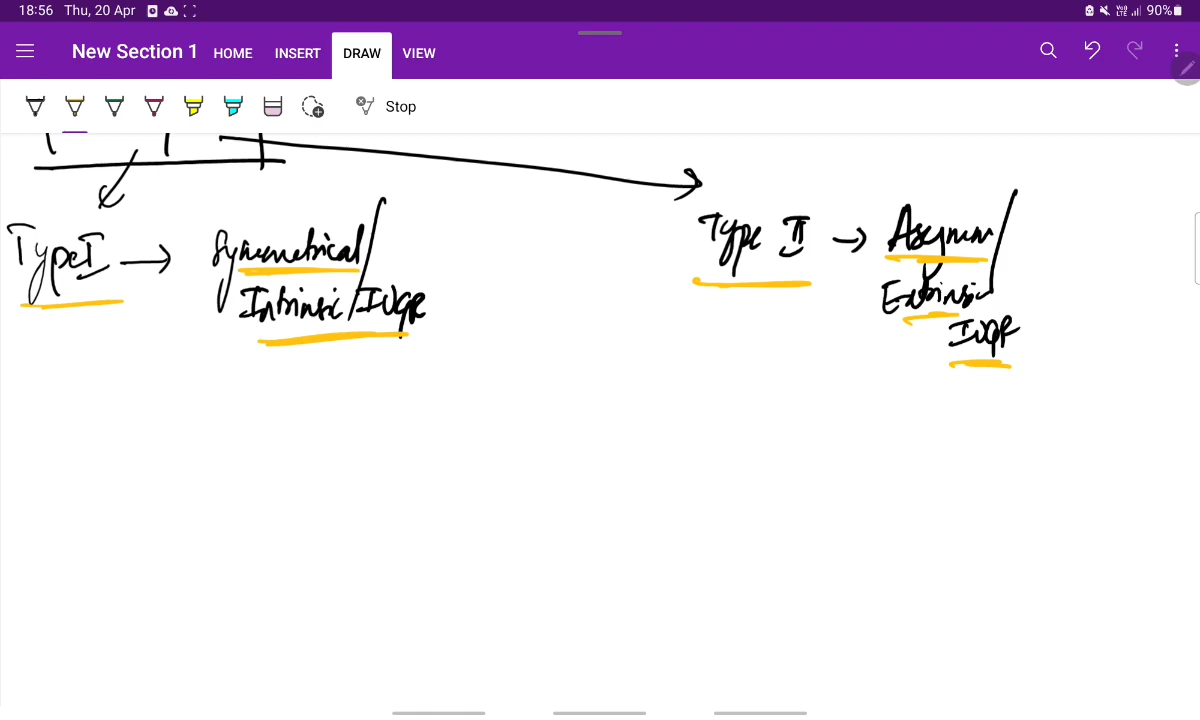 18:56 Thu, 20 Apr 90%
New Section 1 HOME INSERT DRAW VIEW
Stop
Type I → Symmetrical/
Intrinsic/IUGR
Type II → Asymm/
Extrinsic
IUGR